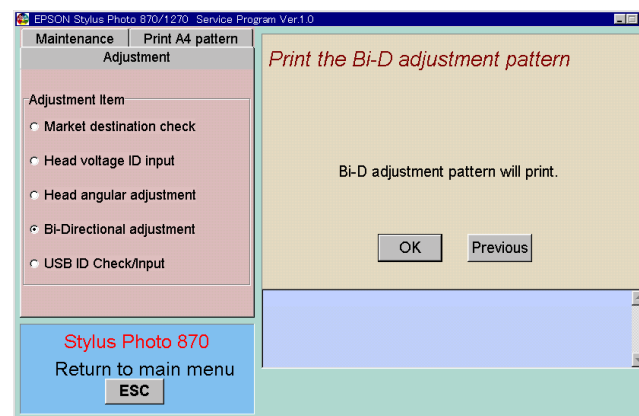 EPSON Stylus Photo 870/1270 Service Program Ver.1.0
Maintenance
Print A4 pattern
Adjustment
Adjustment Item
Market destination check
Head voltage ID input
Head angular adjustment
Bi-Directional adjustment
USB ID Check/Input
Stylus Photo 870
Return to main menu
ESC
Print the Bi-D adjustment pattern
Bi-D adjustment pattern will print.
OK
Previous